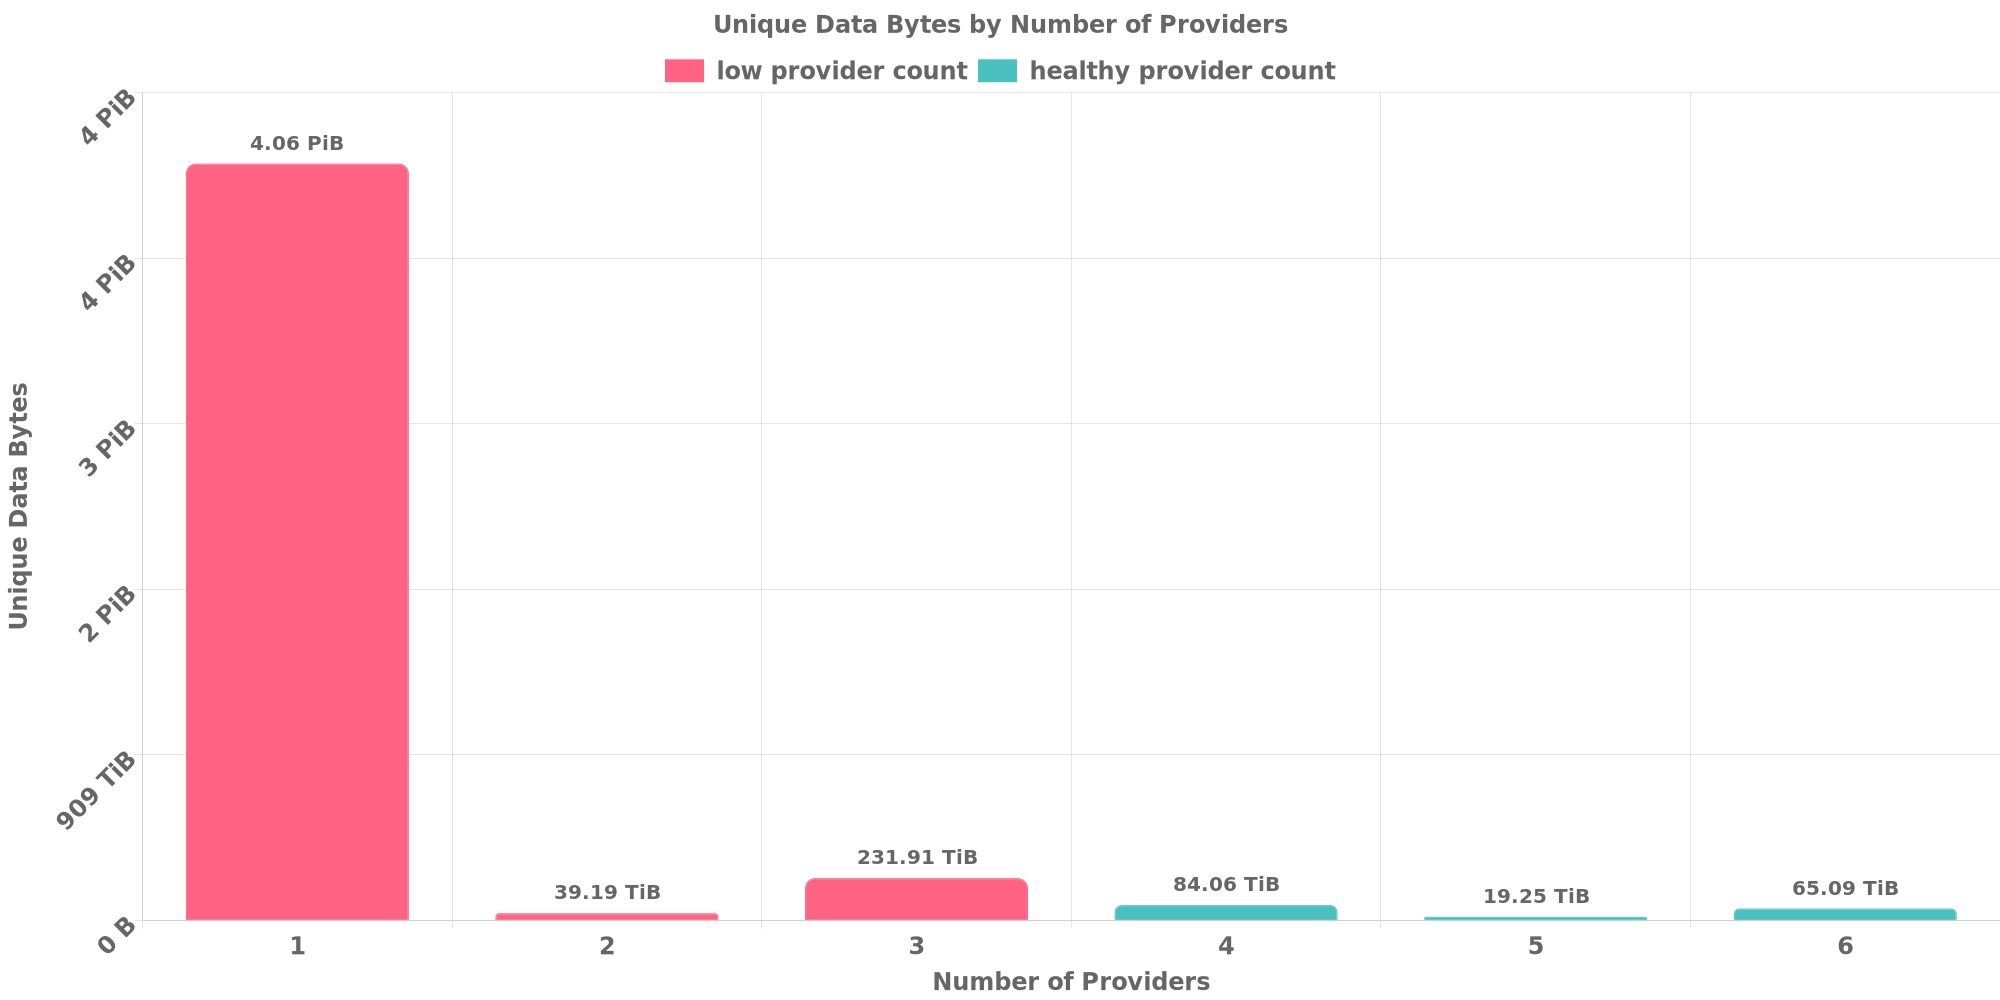 Unique Data Bytes by Number of Providers
low provider count healthy provider count
4 PiB
4 PiB
3 PiB
2 PiB
909 TiB
0 B
Unique Data Bytes
4.06 PiB
39.19 TiB
231.91 TiB
84.06 TiB
19.25 TiB
65.09 TiB
1 2 3 4 5 6
Number of Providers